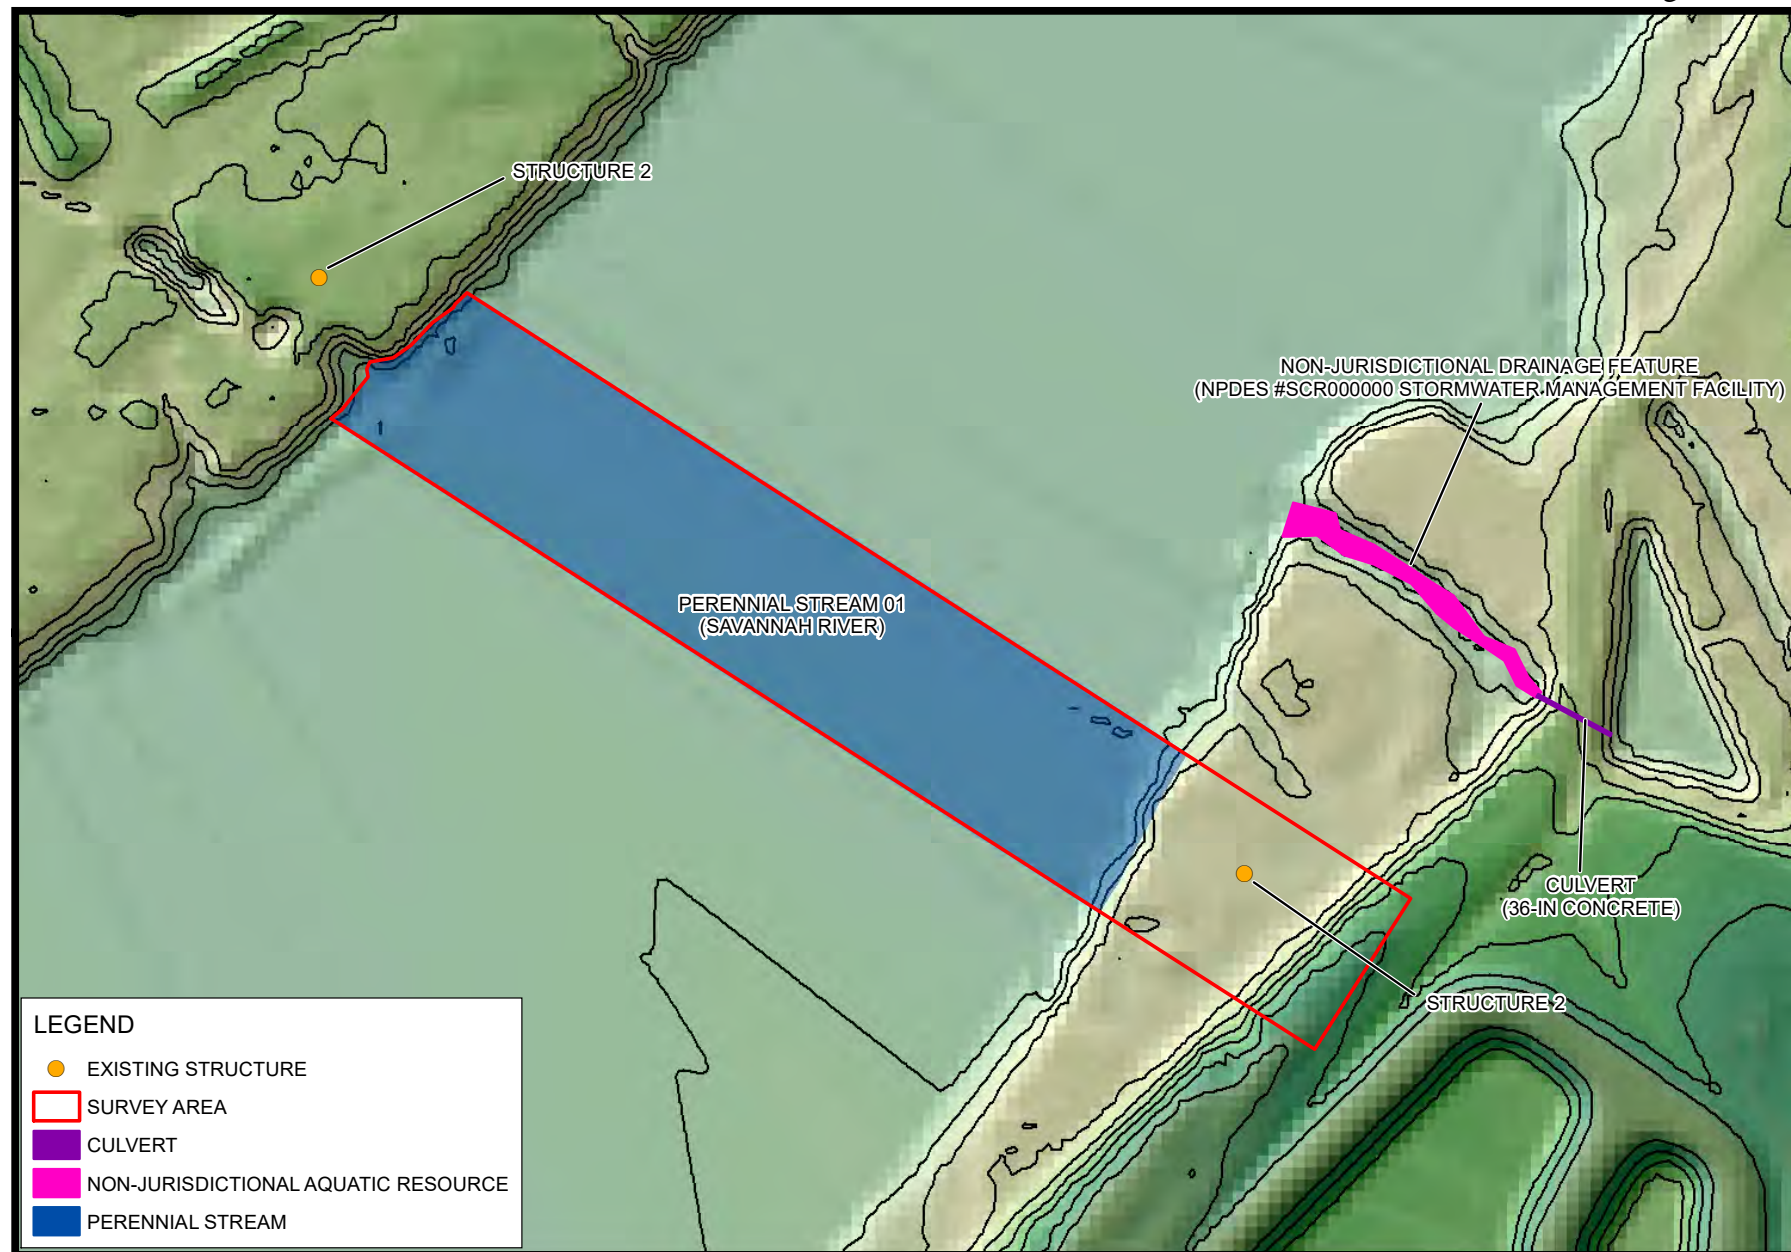 STRUCTURE 2
NON-JURISDICTIONAL DRAINAGE FEATURE
(NPDES #SCR000000 STORMWATER MANAGEMENT FACILITY)
PERENNIAL STREAM 01
(SAVANNAH RIVER)
CULVERT
(36-IN CONCRETE)
STRUCTURE 2
LEGEND
EXISTING STRUCTURE
SURVEY AREA
CULVERT
NON-JURISDICTIONAL AQUATIC RESOURCE
PERENNIAL STREAM